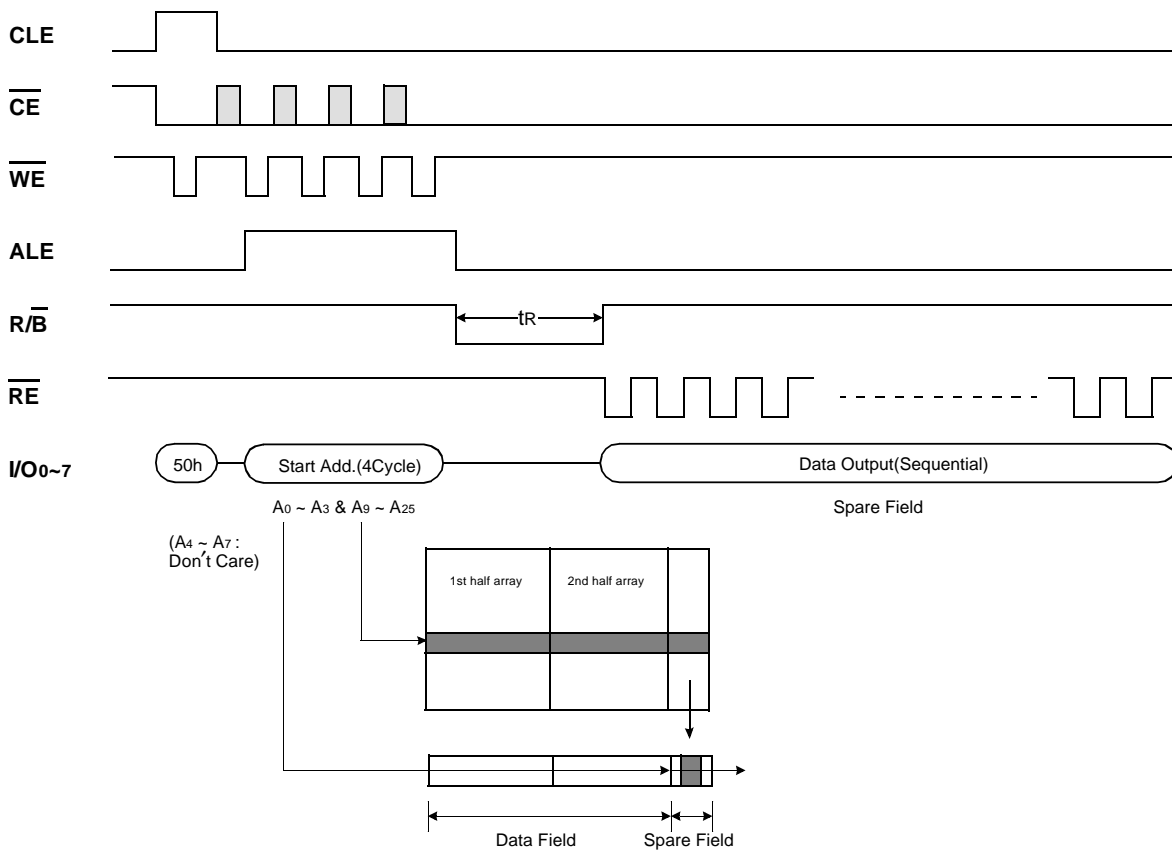 CLE
CE
WE
ALE
R/B
tR
RE
I/O0~7
50h
Start Add.(4Cycle)
Data Output(Sequential)
A0 ~ A3 & A9 ~ A25
Spare Field
(A4 ~ A7 :
Don't Care)
1st half array
2nd half array
Data Field
Spare Field